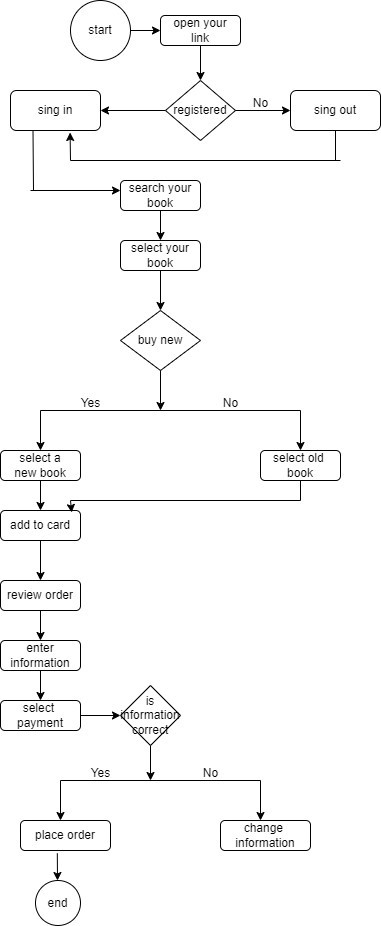 start
open your
link
sing in
registered
No
sing out
search your
book
select your
book
buy new
Yes
No
select a
new book
select old
book
add to card
review order
enter
information
select
payment
is
information
correct
Yes
No
place order
change
information
end